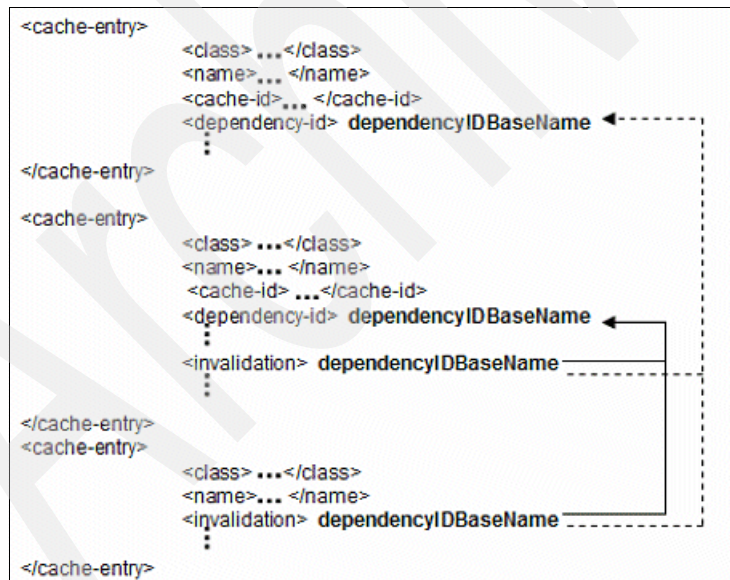 <cache-entry>
<class> ...</class>
<name>... </name>
<cache-id>... </cache-id>
<dependency-id> dependencyIDBaseName
</cache-entry>
<cache-entry>
<class> ...</class>
<name>... </name>
<cache-id> ...</cache-id>
<dependency-id> dependencyIDBaseName
<invalidation> dependencyIDBaseName
</cache-entry>
<cache-entry>
<class> ...</class>
<name>... </name>
<invalidation> dependencyIDBaseName
</cache-entry>